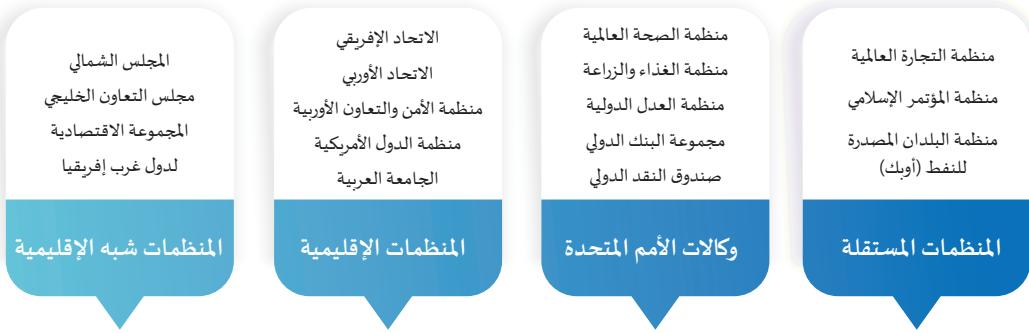 منظمة التجارة العالمية
منظمة المؤتمر الإسلامي
منظمة البلدان المصدرة
للنفط (أوبك)
المنظمات المستقلة
منظمة الصحة العالمية
منظمة الغذاء والزراعة
منظمة العدل الدولية
مجموعة البنك الدولي
صندوق النقد الدولي
وكالات الأمم المتحدة
الاتحاد الإفريقي
الاتحاد الأوربي
منظمة الأمن والتعاون الأوربية
منظمة الدول الأمريكية
الجامعة العربية
المنظمات الإقليمية
المجلس الشمالي
مجلس التعاون الخليجي
المجموعة الاقتصادية
لدول غرب إفريقيا
المنظمات شبه الإقليمية